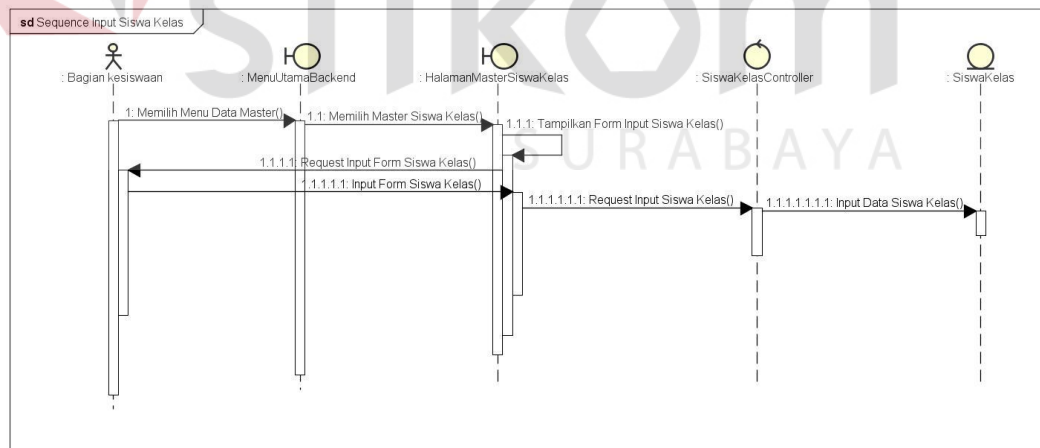 stikom
SURABAYA
sd Sequence Input Siswa Kelas
: Bagian kesiswaan
: MenuUtamaBackend
: HalamanMasterSiswaKelas
: SiswaKelasController
: SiswaKelas
1: Memilih Menu Data Master()
1.1: Memilih Master Siswa Kelas()
1.1.1: Tampilkan Form Input Siswa Kelas()
1.1.1.1: Request Input Form Siswa Kelas()
1.1.1.1.1: Input Form Siswa Kelas()
1.1.1.1.1.1: Request Input Siswa Kelas()
1.1.1.1.1.1.1: Input Data Siswa Kelas()